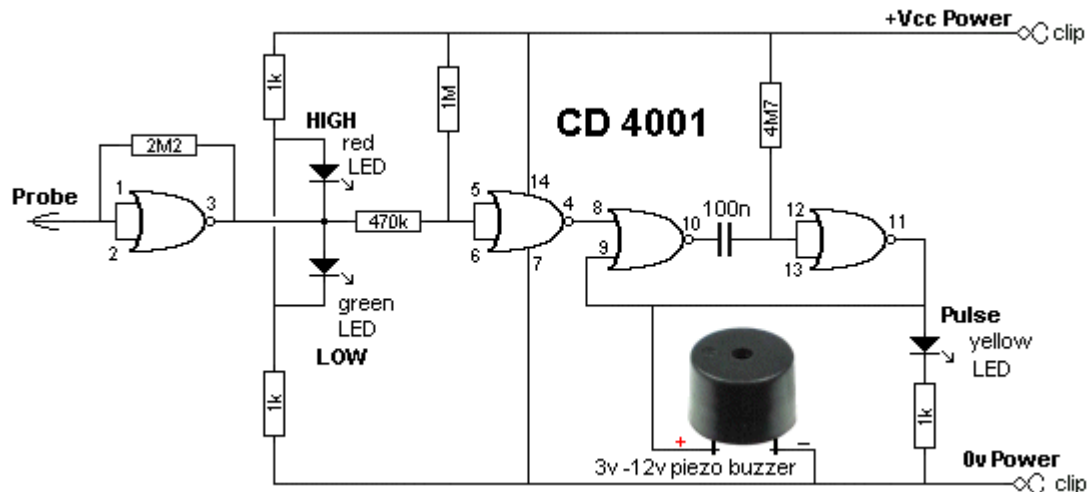 +Vcc Power
clip
1k
1M
4M7
CD 4001
HIGH
red
LED
2M2
Probe
1
2
3
470k
5
6
14
4
7
8
9
10
100n
12
13
11
green
LED
LOW
1k
Pulse
yellow
LED
1k
+
–
3v -12v piezo buzzer
0v Power
clip